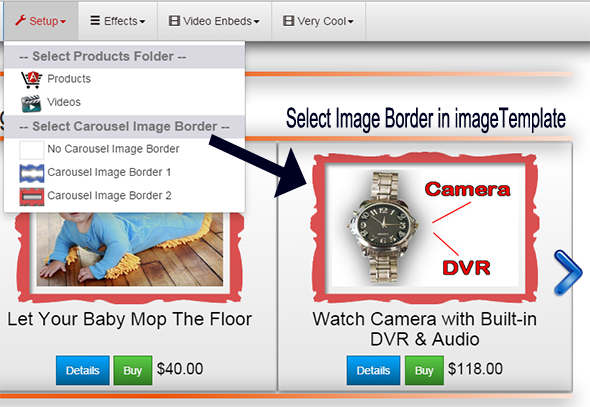 Setup Effects Video Enbeds Very Cool
-- Select Products Folder --
Products
Videos
-- Select Carousel Image Border --
No Carousel Image Border
Carousel Image Border 1
Carousel Image Border 2
Select Image Border in imageTemplate
Camera
DVR
Let Your Baby Mop The Floor
Details Buy $40.00
Watch Camera with Built-in
DVR & Audio
Details Buy $118.00